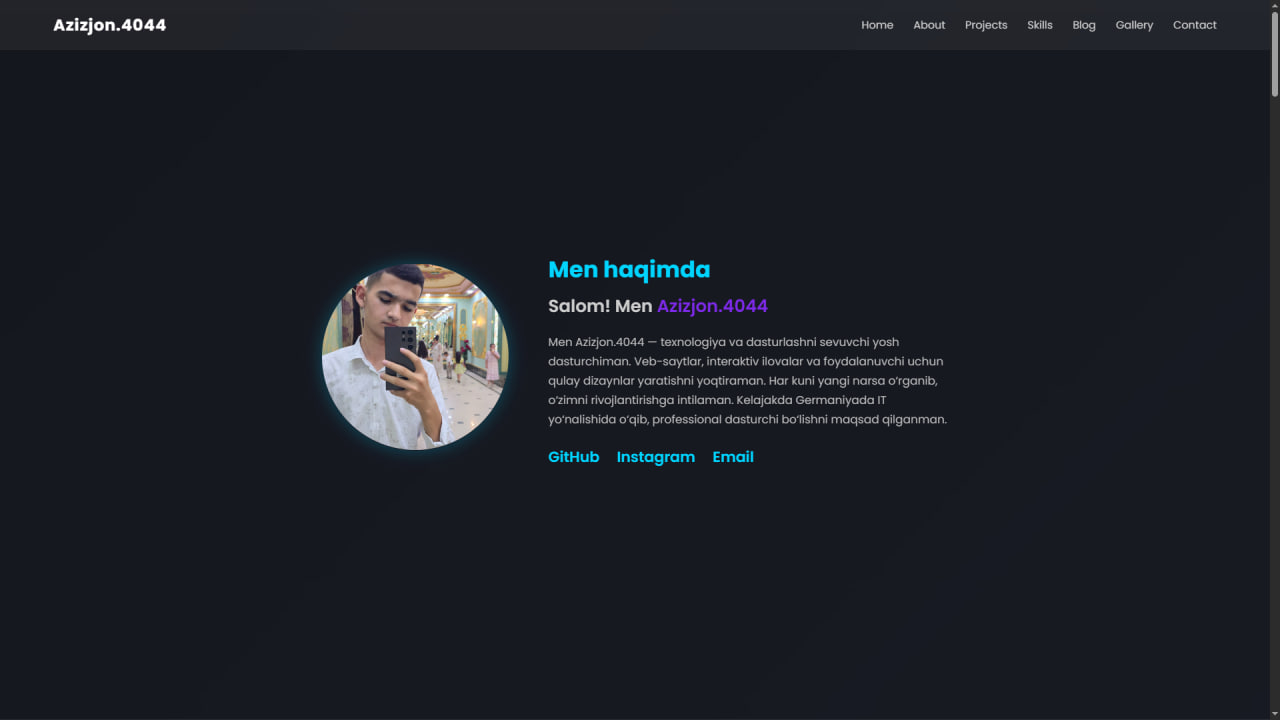 Azizjon.4044
Home About Projects Skills Blog Gallery Contact
Men haqimda
Salom! Men Azizjon.4044
Men Azizjon.4044 — texnologiya va dasturlashni sevuvchi yosh
dasturchiman. Veb-saytlar, interaktiv ilovalar va foydalanuvchi uchun
qulay dizaynlar yaratishni yoqtiraman. Har kuni yangi narsa o‘rganib,
o‘zimni rivojlantirishga intilaman. Kelajakda Germaniyada IT
yo‘nalishida o‘qib, professional dasturchi bo‘lishni maqsad qilganman.
GitHub Instagram Email